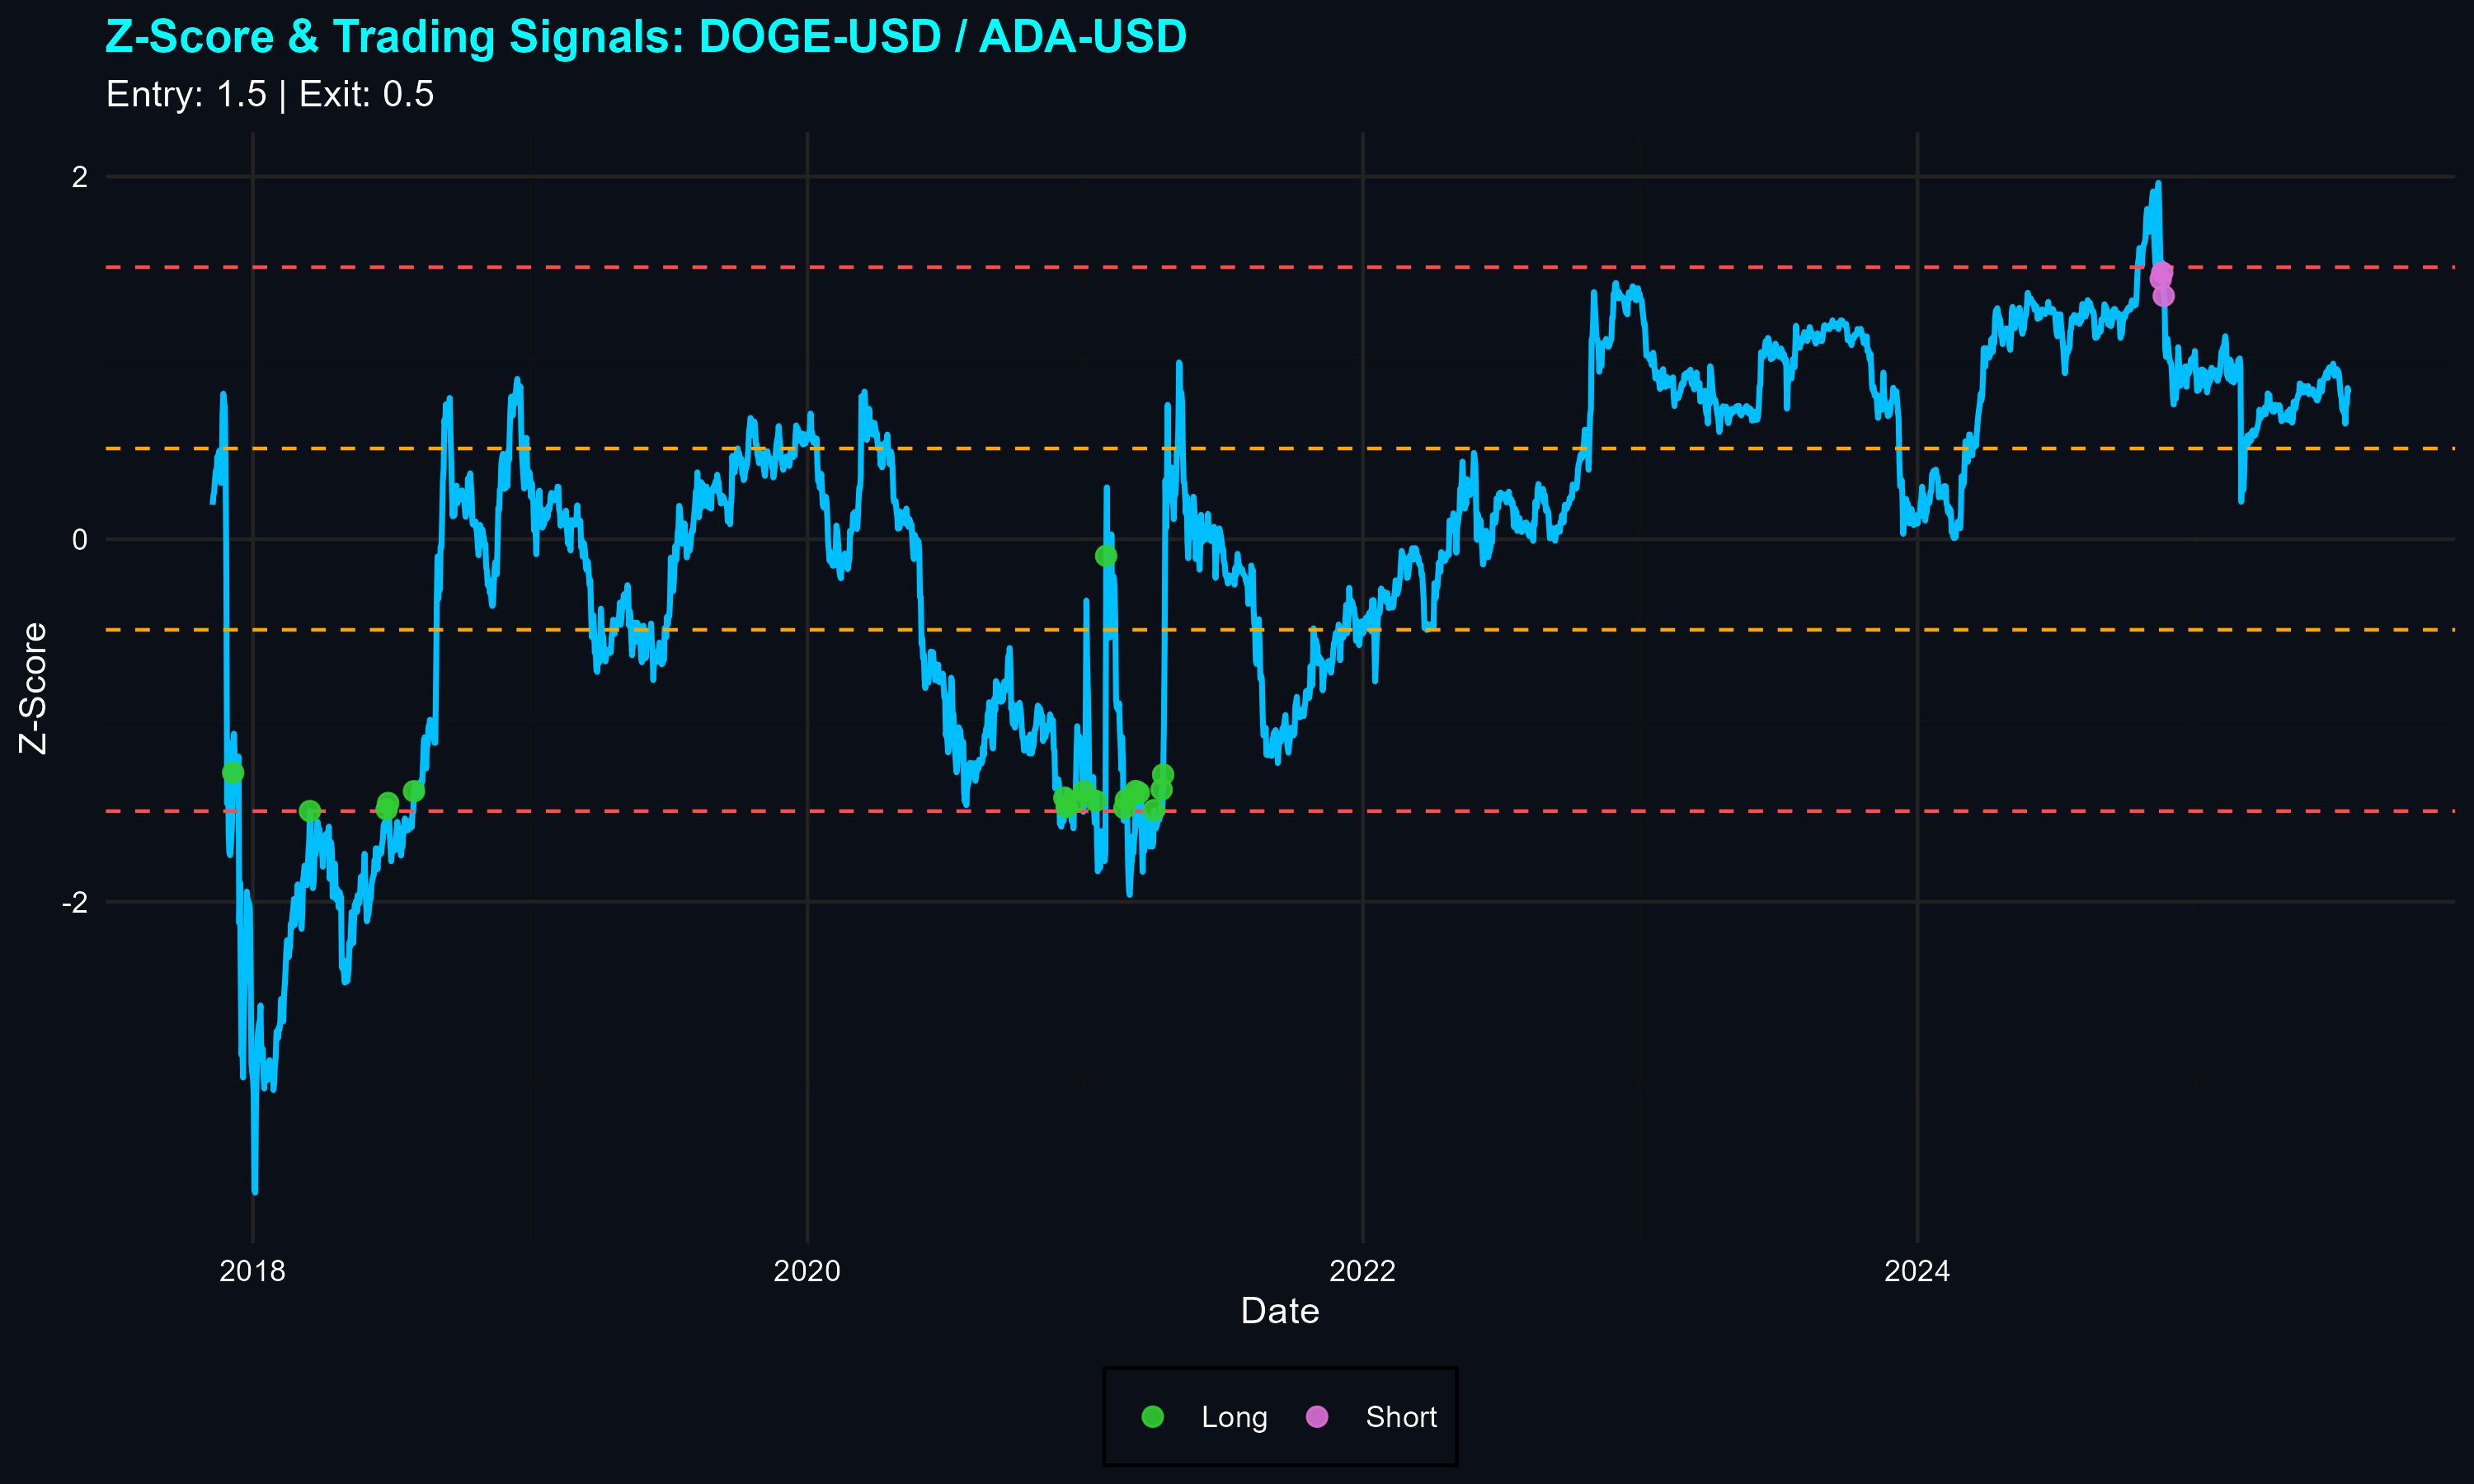 Z-Score & Trading Signals: DOGE-USD / ADA-USD
Entry: 1.5 | Exit: 0.5
Z-Score
2
0
-2
2018 2020 2022 2024
Date
Long Short